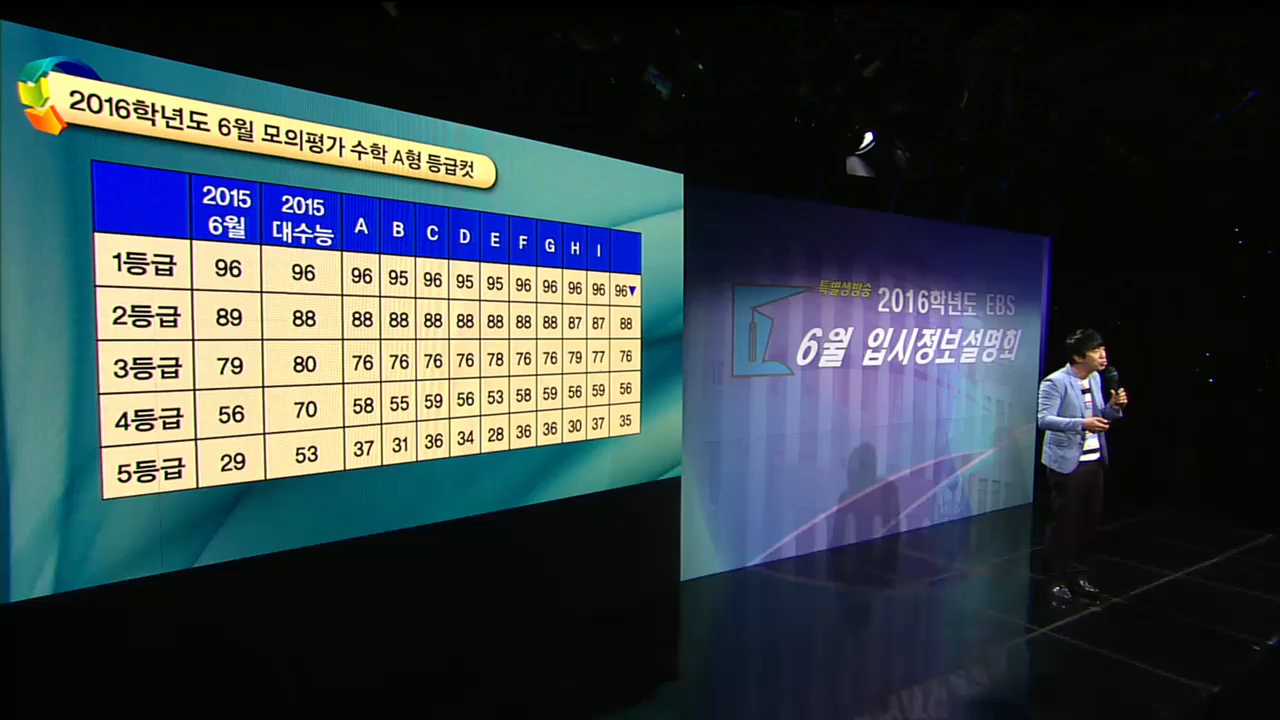 2016학년도 6월 모의평가 수학 A형 등급컷
2015 6월 2015 대수능 A B C D E F G H I
1등급 96 96 96 95 96 95 95 96 96 96 96 96▼
2등급 89 88 88 88 88 88 88 88 88 87 87 88
3등급 79 80 76 76 76 76 78 76 76 79 77 76
4등급 56 70 58 55 59 56 53 58 59 56 59 56
5등급 29 53 37 31 36 34 28 36 36 30 37 35
특별생방송 2016학년도 EBS
6월 입시정보설명회